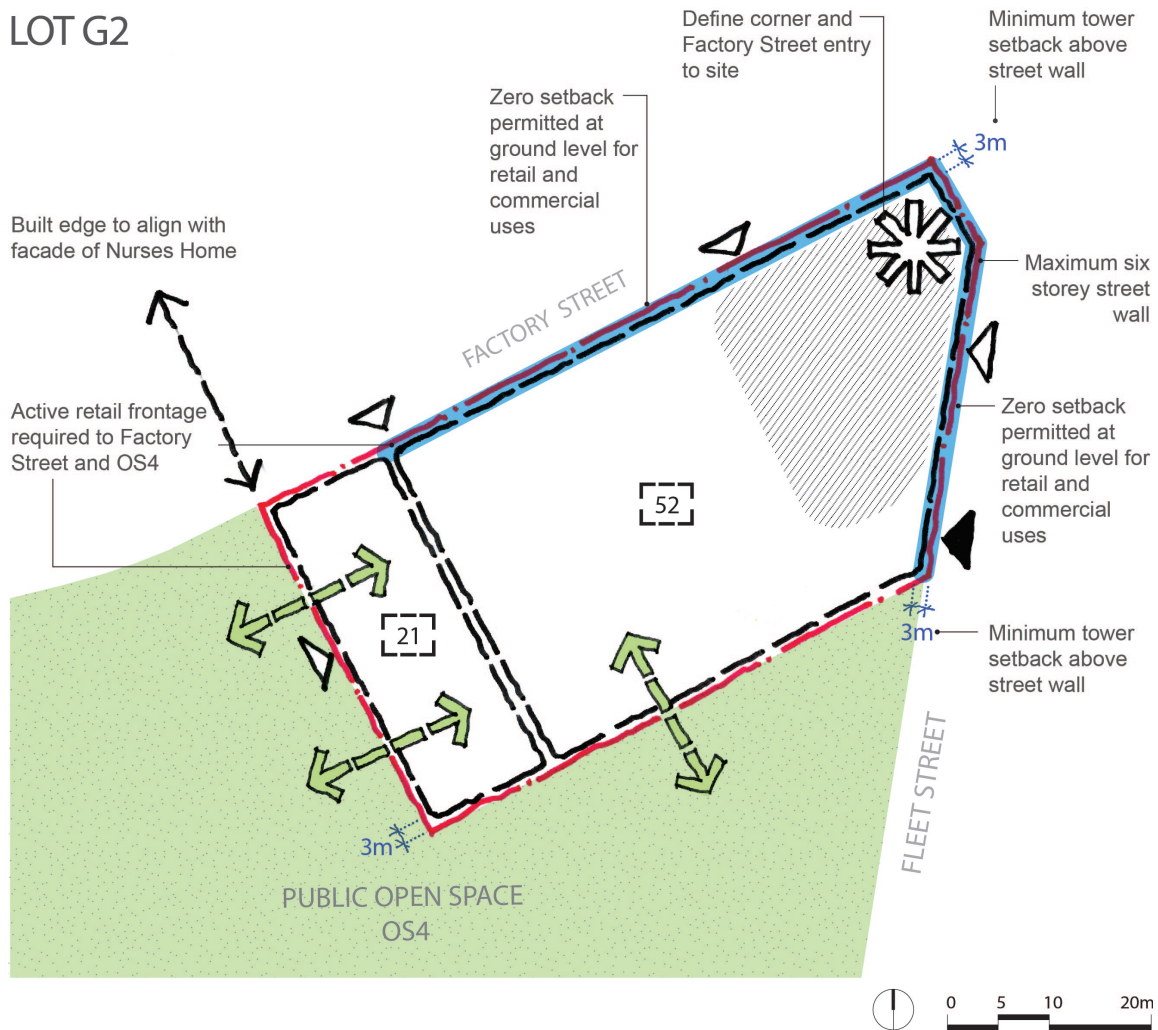 LOT G2
Define corner and
Factory Street entry
to site
Minimum tower
setback above
street wall
Zero setback
permitted at
ground level for
retail and
commercial
uses
3m
Built edge to align with
facade of Nurses Home
Maximum six
storey street
wall
FACTORY STREET
Active retail frontage
required to Factory
Street and OS4
Zero setback
permitted at
ground level for
retail and
commercial
uses
52
21
3m
Minimum tower
setback above
street wall
FLEET STREET
3m
PUBLIC OPEN SPACE
OS4
0 5 10 20m